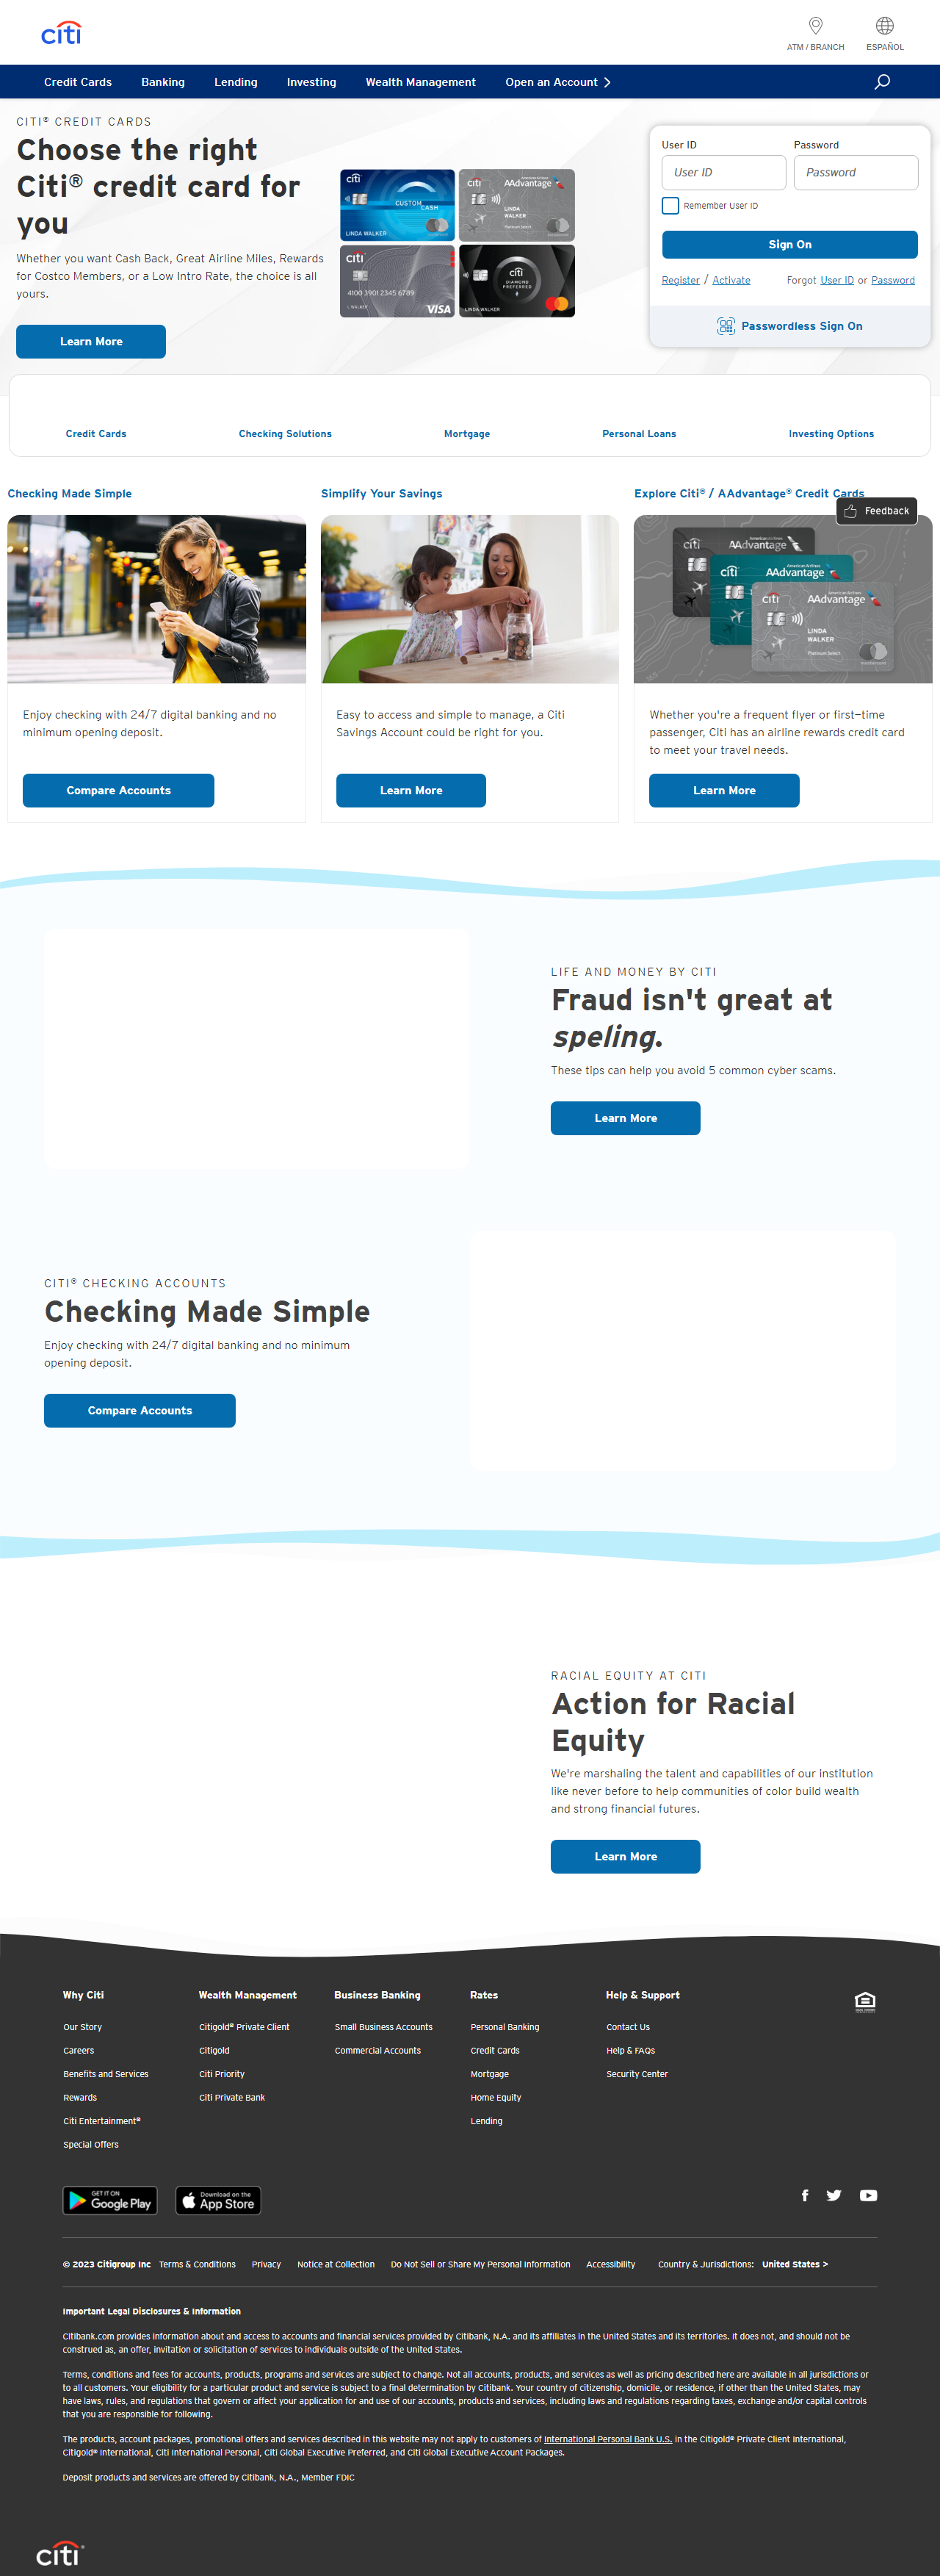 citi
ATM / BRANCH
ESPAÑOL
Credit Cards
Banking
Lending
Investing
Wealth Management
Open an Account
CITI® CREDIT CARDS
Choose the right
Citi® credit card for
you
Whether you want Cash Back, Great Airline Miles, Rewards
for Costco Members, or a Low Intro Rate, the choice is all
yours.
Learn More
citi
CUSTOM CASH
LINDA WALKER
citi
American Airlines
AAdvantage
LINDA
WALKER
Platinum Select
citi
4100 3901 2345 6789
VISA
citi
DIAMOND
PREFERRED
LINDA WALKER
User ID
Password
User ID
Password
Remember User ID
Sign On
Register / Activate
Forgot User ID or Password
Passwordless Sign On
Credit Cards
Checking Solutions
Mortgage
Personal Loans
Investing Options
Checking Made Simple
Simplify Your Savings
Explore Citi® / AAdvantage® Credit Cards
Feedback
citi
American Airlines
AAdvantage
citi
American Airlines
AAdvantage
citi
American Airlines
AAdvantage
LINDA
WALKER
Platinum Select
Enjoy checking with 24/7 digital banking and no
minimum opening deposit.
Compare Accounts
Easy to access and simple to manage, a Citi
Savings Account could be right for you.
Learn More
Whether you're a frequent flyer or first-time
passenger, Citi has an airline rewards credit card
to meet your travel needs.
Learn More
LIFE AND MONEY BY CITI
Fraud isn't great at
speling.
These tips can help you avoid 5 common cyber scams.
Learn More
CITI® CHECKING ACCOUNTS
Checking Made Simple
Enjoy checking with 24/7 digital banking and no minimum
opening deposit.
Compare Accounts
RACIAL EQUITY AT CITI
Action for Racial
Equity
We're marshaling the talent and capabilities of our institution
like never before to help communities of color build wealth
and strong financial futures.
Learn More
Why Citi
Our Story
Careers
Benefits and Services
Rewards
Citi Entertainment®
Special Offers
Wealth Management
Citigold® Private Client
Citigold
Citi Priority
Citi Private Bank
Business Banking
Small Business Accounts
Commercial Accounts
Rates
Personal Banking
Credit Cards
Mortgage
Home Equity
Lending
Help & Support
Contact Us
Help & FAQs
Security Center
GET IT ON
Google Play
Download on the
App Store
© 2023 Citigroup Inc
Terms & Conditions
Privacy
Notice at Collection
Do Not Sell or Share My Personal Information
Accessibility
Country & Jurisdictions:
United States >
Important Legal Disclosures & Information
Citibank.com provides information about and access to accounts and financial services provided by Citibank, N.A. and its affiliates in the United States and its territories. It does not, and should not be
construed as, an offer, invitation or solicitation of services to individuals outside of the United States.
Terms, conditions and fees for accounts, products, programs and services are subject to change. Not all accounts, products, and services as well as pricing described here are available in all jurisdictions or
to all customers. Your eligibility for a particular product and service is subject to a final determination by Citibank. Your country of citizenship, domicile, or residence, if other than the United States, may
have laws, rules, and regulations that govern or affect your application for and use of our accounts, products and services, including laws and regulations regarding taxes, exchange and/or capital controls
that you are responsible for following.
The products, account packages, promotional offers and services described in this website may not apply to customers of International Personal Bank U.S. in the Citigold® Private Client International,
Citigold® International, Citi International Personal, Citi Global Executive Preferred, and Citi Global Executive Account Packages.
Deposit products and services are offered by Citibank, N.A., Member FDIC
citi®